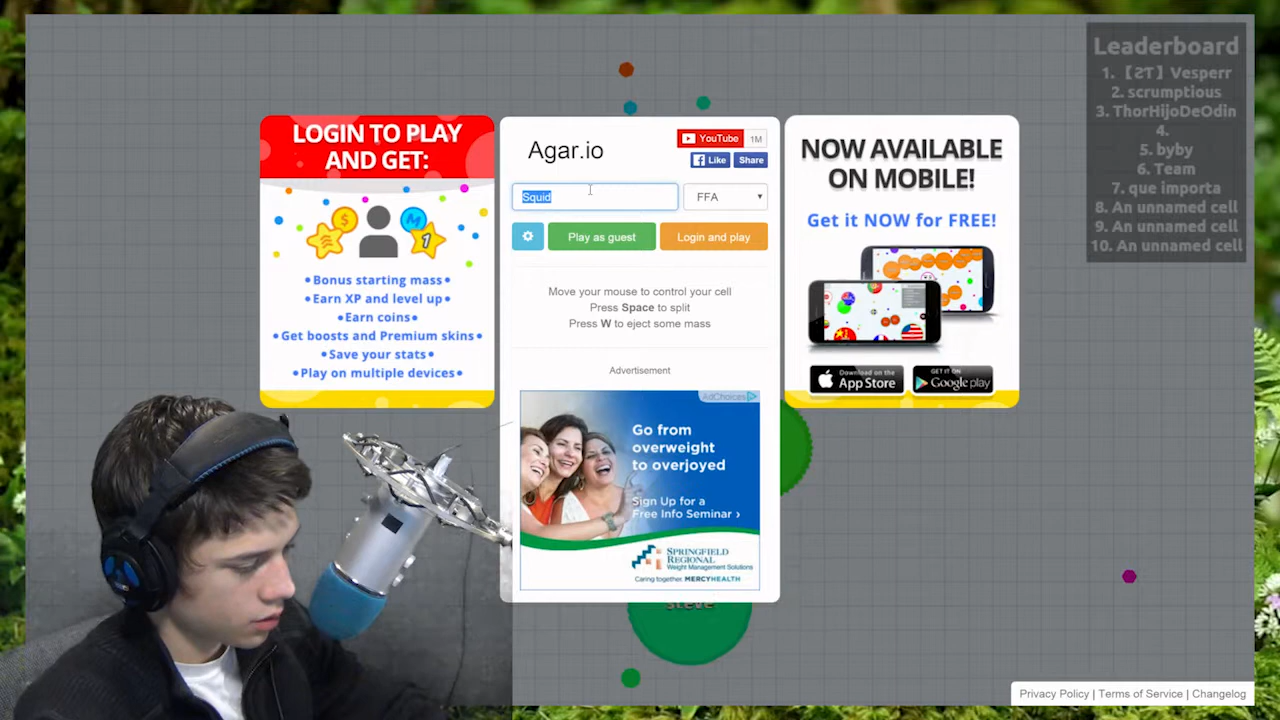 LOGIN TO PLAY
AND GET:
•Bonus starting mass•
•Earn XP and level up•
•Earn coins•
•Get boosts and Premium skins•
•Save your stats•
•Play on multiple devices•
Agar.io
YouTube
1M
Like
Share
Squid
FFA
Play as guest
Login and play
Move your mouse to control your cell
Press Space to split
Press W to eject some mass
Advertisement
AdChoices
Go from
overweight
to overjoyed
Sign Up for a
Free Info Seminar ›
SPRINGFIELD
REGIONAL
Weight Management Solutions
Caring together. MERCYHEALTH
steve
NOW AVAILABLE
ON MOBILE!
Get it NOW for FREE!
Download on the
App Store
GET IT ON
Google play
Leaderboard
1. 【ƧT】Vesperr
2. scrumptious
3. ThorHijoDeOdin
4.
5. byby
6. Team
7. que importa
8. An unnamed cell
9. An unnamed cell
10. An unnamed cell
Privacy Policy | Terms of Service | Changelog